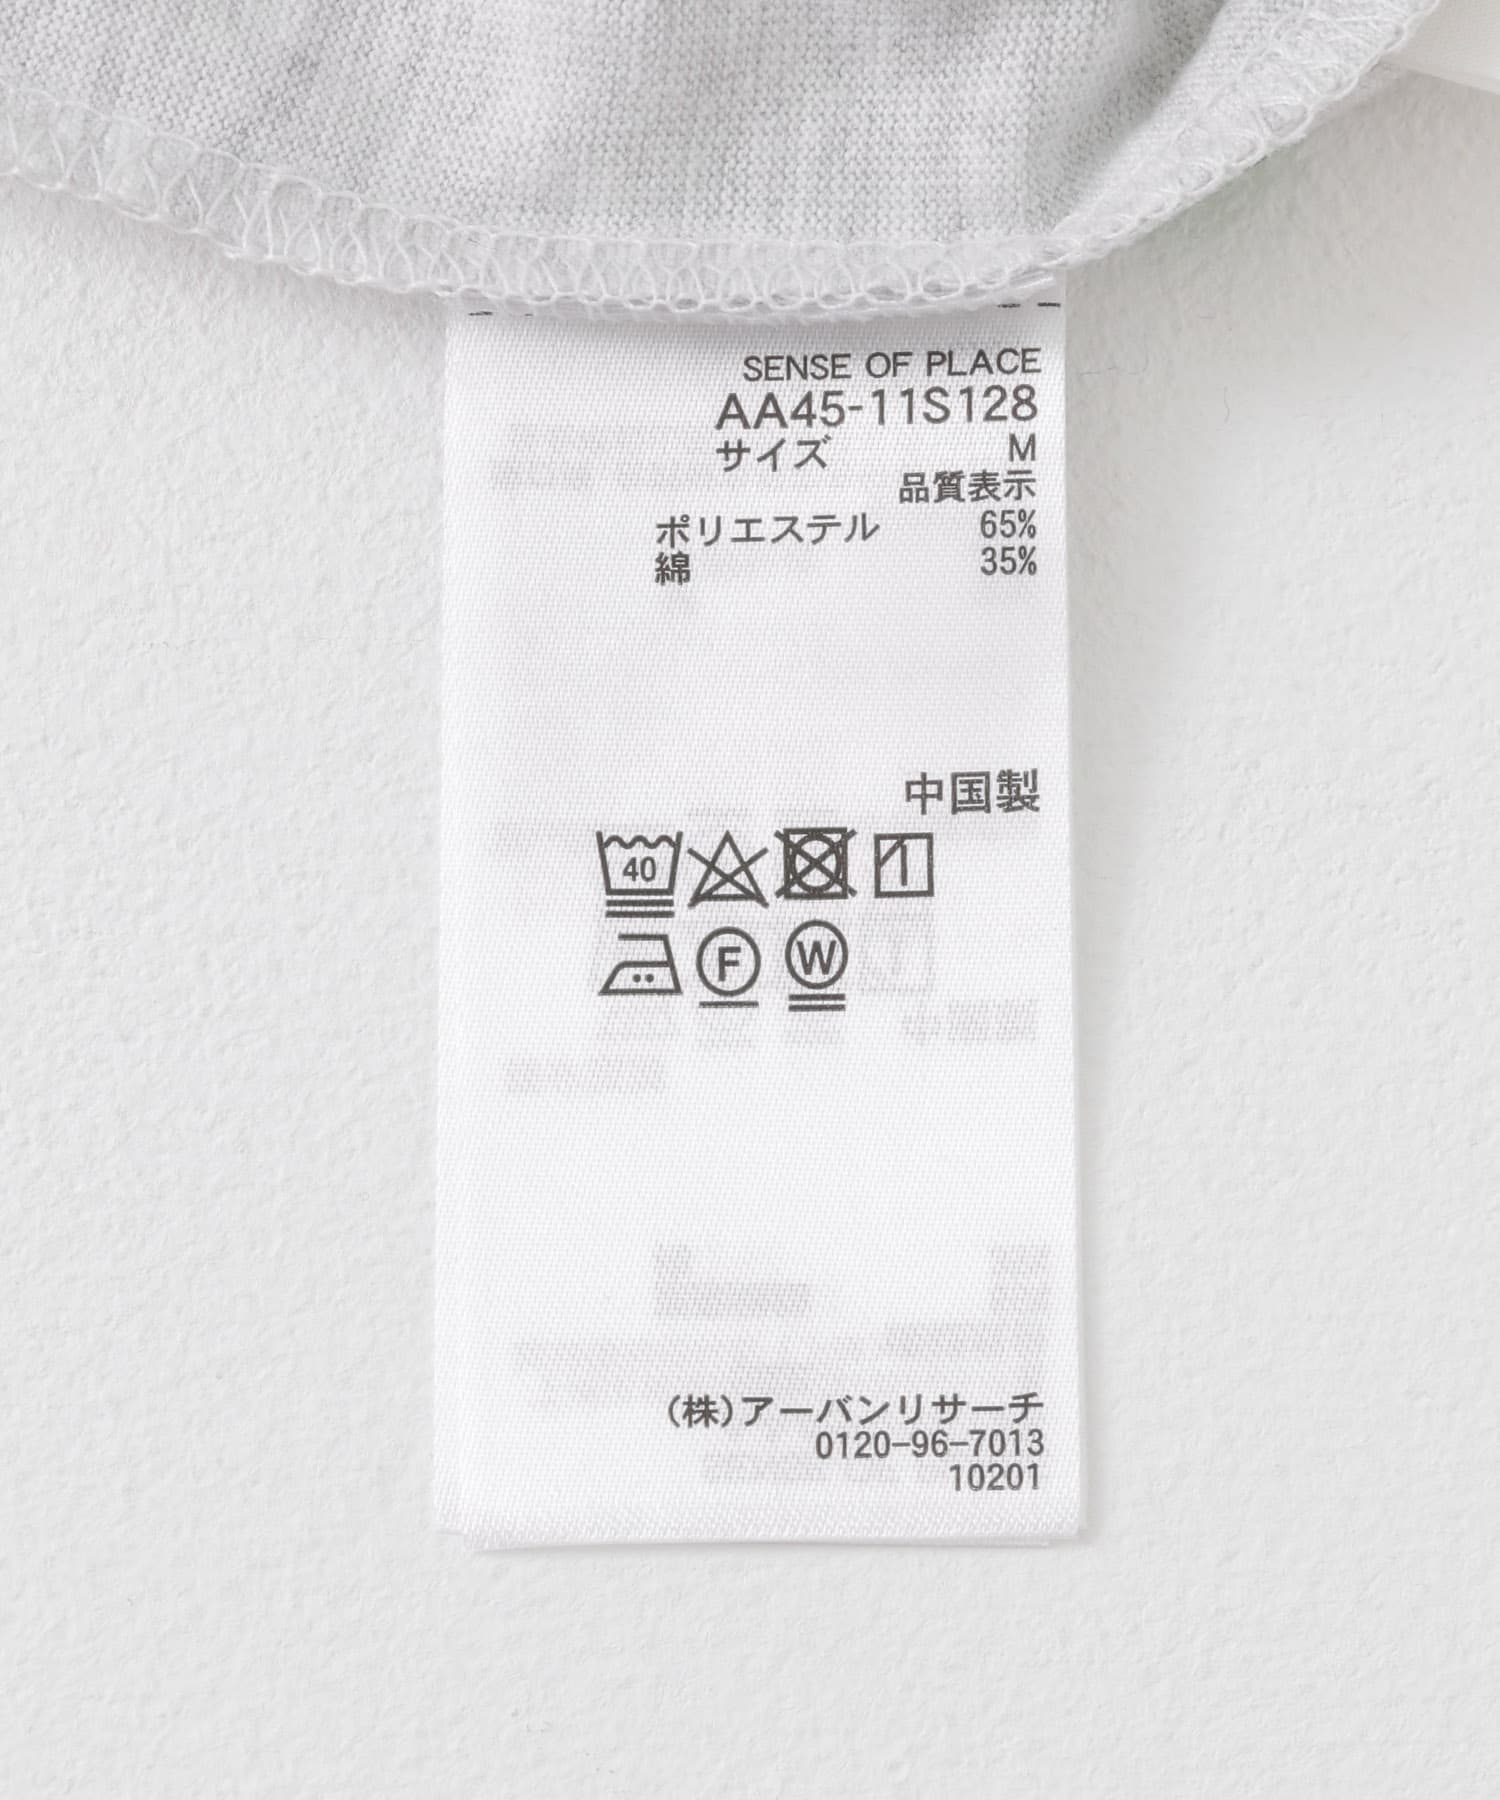 SENSE OF PLACE
AA45-11S128
サイズ M
品質表示
ポリエステル 65%
綿 35%
中国製
40
F W
(株)アーバンリサーチ
0120-96-7013
10201